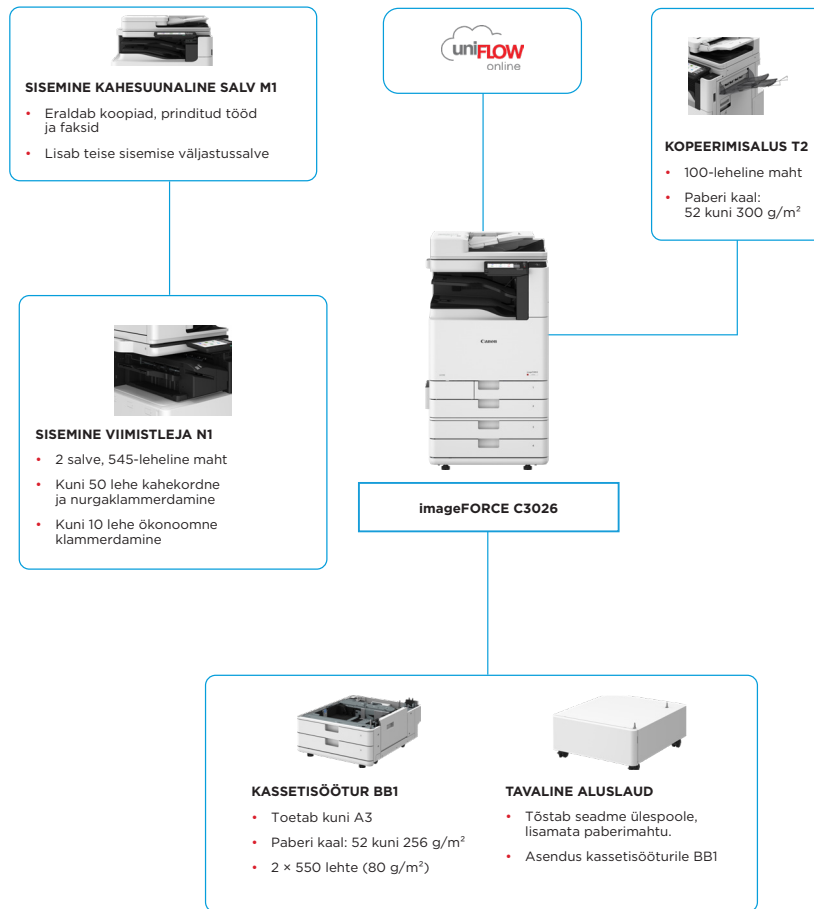 SISEMINE KAHESUUNALINE SALV M1
• Eraldab koopiad, prinditud tööd
ja faksid
• Lisab teise sisemise väljastussalve
uniFLOW
online
KOPEERIMISALUS T2
• 100-leheline maht
• Paberi kaal:
52 kuni 300 g/m²
SISEMINE VIIMISTLEJA N1
• 2 salve, 545-leheline maht
• Kuni 50 lehe kahekordne
ja nurgaklammerdamine
• Kuni 10 lehe ökonoomne
klammerdamine
Canon
imageFORCE C3026
KASSETISÖÖTUR BB1
• Toetab kuni A3
• Paberi kaal: 52 kuni 256 g/m²
• 2 × 550 lehte (80 g/m²)
TAVALINE ALUSLAUD
• Tõstab seadme ülespoole,
lisamata paberimahtu.
• Asendus kassetisööturile BB1